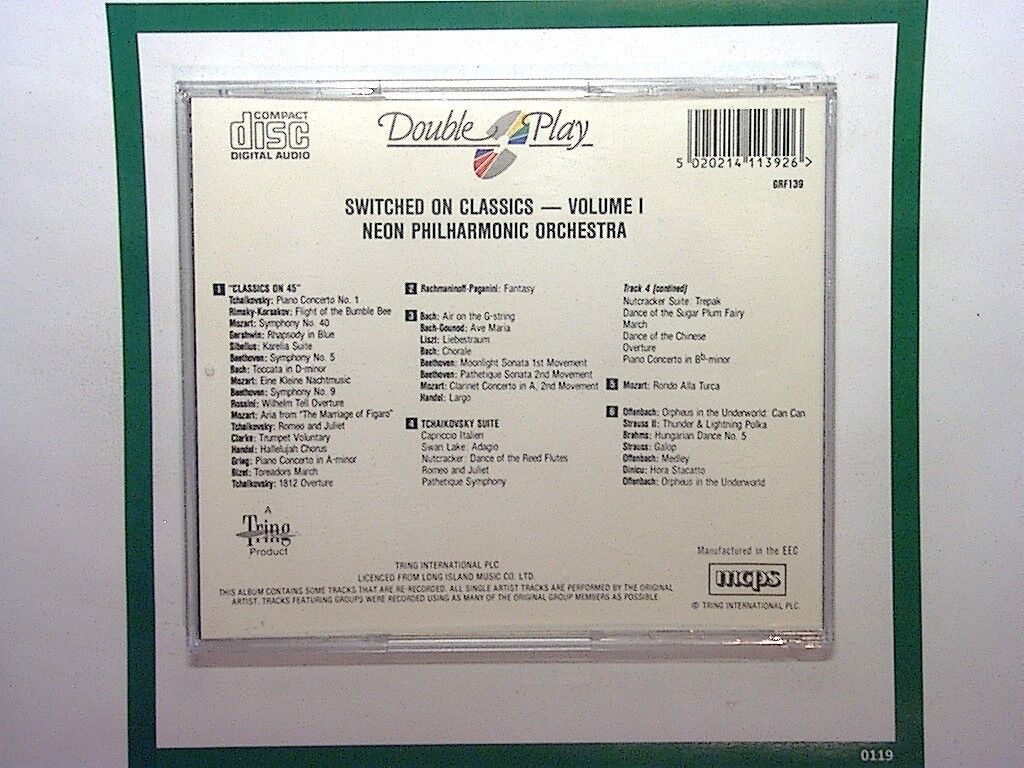 COMPACT
disc
DIGITAL AUDIO
Double Play
5 020214 113926 >
GRF139
SWITCHED ON CLASSICS — VOLUME I
NEON PHILHARMONIC ORCHESTRA
1 "CLASSICS ON 45"
Tchaikovsky: Piano Concerto No. 1
Rimsky-Korsakov: Flight of the Bumble Bee
Mozart: Symphony No. 40
Gershwin: Rhapsody in Blue
Sibelius: Karelia Suite
Beethoven: Symphony No. 5
Bach: Toccata in D-minor
Mozart: Eine Kleine Nachtmusic
Beethoven: Symphony No. 9
Rossini: Wilhelm Tell Overture
Mozart: Aria from "The Marriage of Figaro"
Tchaikovsky: Romeo and Juliet
Clarke: Trumpet Voluntary
Handel: Hallelujah Chorus
Grieg: Piano Concerto in A-minor
Bizet: Toreadors March
Tchaikovsky: 1812 Overture
2 Rachmaninoff-Paganini: Fantasy
3 Bach: Air on the G-string
Bach-Gounod: Ave Maria
Liszt: Liebestraum
Bach: Chorale
Beethoven: Moonlight Sonata 1st Movement
Beethoven: Pathetique Sonata 2nd Movement
Mozart: Clarinet Concerto in A, 2nd Movement
Handel: Largo
4 TCHAIKOVSKY SUITE
Capriccio Italien
Swan Lake: Adagio
Nutcracker: Dance of the Reed Flutes
Romeo and Juliet
Pathetique Symphony
Track 4 (contined)
Nutcracker Suite: Trepak
Dance of the Sugar Plum Fairy
March
Dance of the Chinese
Overture
Piano Concerto in Bb-minor
5 Mozart: Rondo Alla Turca
6 Offenbach: Orpheus in the Underworld: Can Can
Strauss II: Thunder & Lightning Polka
Brahms: Hungarian Dance No. 5
Strauss: Galop
Offenbach: Medley
Dinicu: Hora Stacatto
Offenbach: Orpheus in the Underworld
A
Tring
Product
TRING INTERNATIONAL PLC
LICENCED FROM LONG ISLAND MUSIC CO. LTD.
THIS ALBUM CONTAINS SOME TRACKS THAT ARE RE-RECORDED. ALL SINGLE ARTIST TRACKS ARE PERFORMED BY THE ORIGINAL
ARTIST. TRACKS FEATURING GROUPS WERE RECORDED USING AS MANY OF THE ORIGINAL GROUP MEMBERS AS POSSIBLE
Manufactured in the EEC
mcps
© TRING INTERNATIONAL PLC.
0119